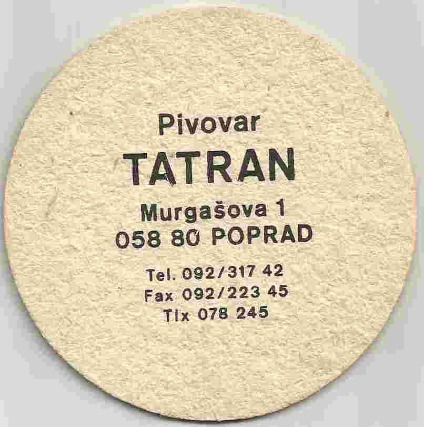 Pivovar
TATRAN
Murgašova 1
058 80 POPRAD
Tel. 092/317 42
Fax 092/223 45
Tlx 078 245